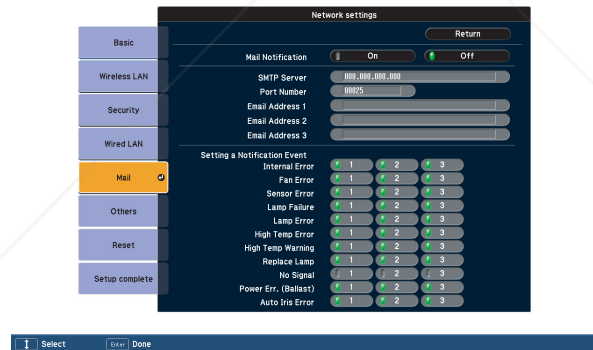 Network settings
Return
Basic
Wireless LAN
Security
Wired LAN
Mail
Others
Reset
Setup complete
Mail Notification On Off
SMTP Server 000.000.000.000
Port Number 00025
Email Address 1
Email Address 2
Email Address 3
Setting a Notification Event
Internal Error 1 2 3
Fan Error 1 2 3
Sensor Error 1 2 3
Lamp Failure 1 2 3
Lamp Error 1 2 3
High Temp Error 1 2 3
High Temp Warning 1 2 3
Replace Lamp 1 2 3
No Signal 1 2 3
Power Err. (Ballast) 1 2 3
Auto Iris Error 1 2 3
Select Enter Done